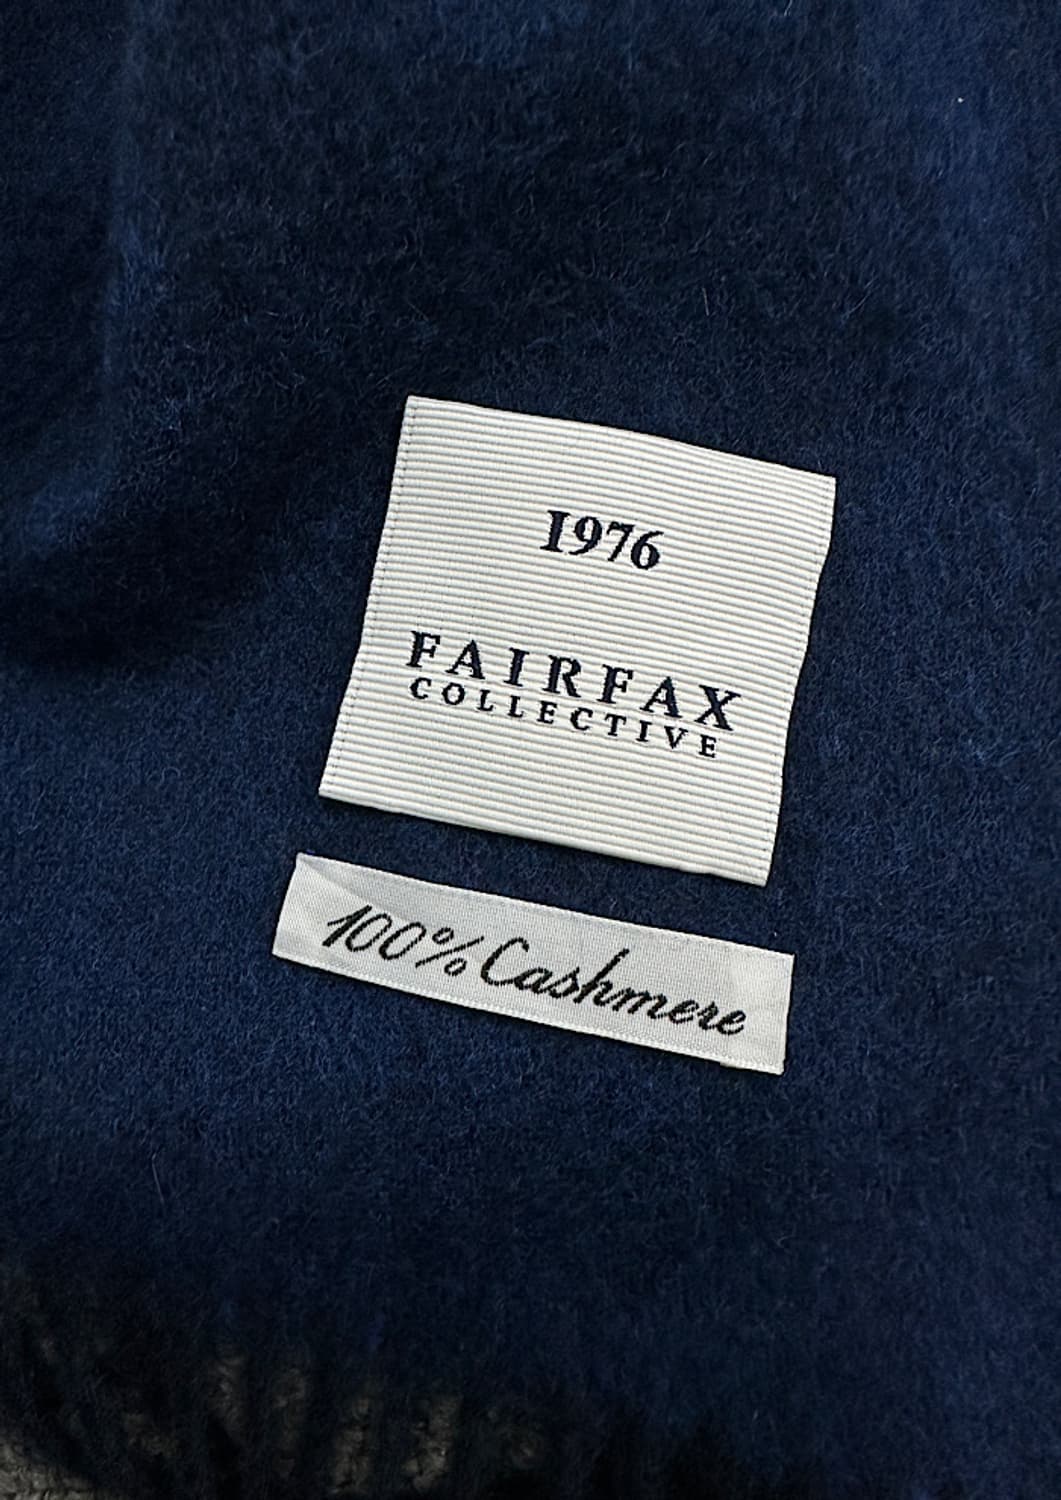 1976
FAIRFAX
COLLECTIVE
100% Cashmere